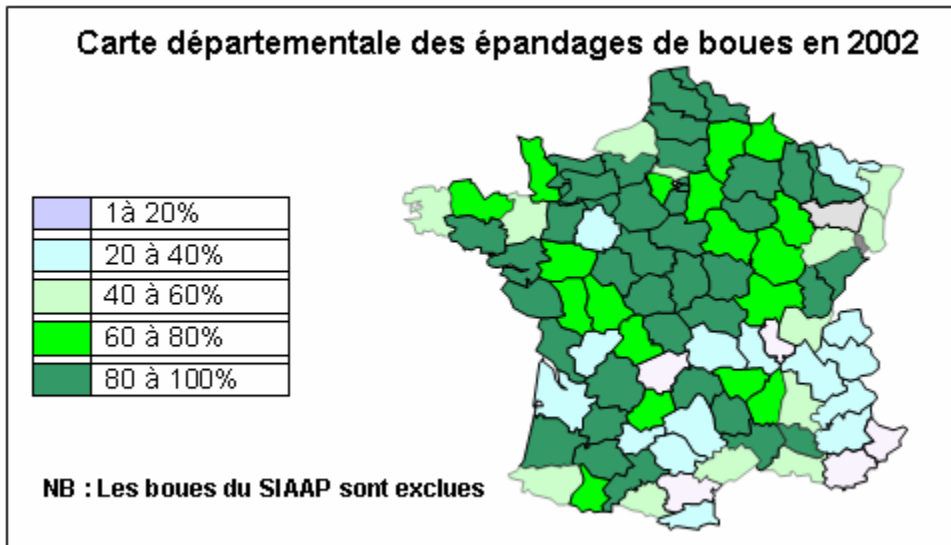 Carte départementale des épandages de boues en 2002
1à 20%
20 à 40%
40 à 60%
60 à 80%
80 à 100%
NB : Les boues du SIAAP sont exclues